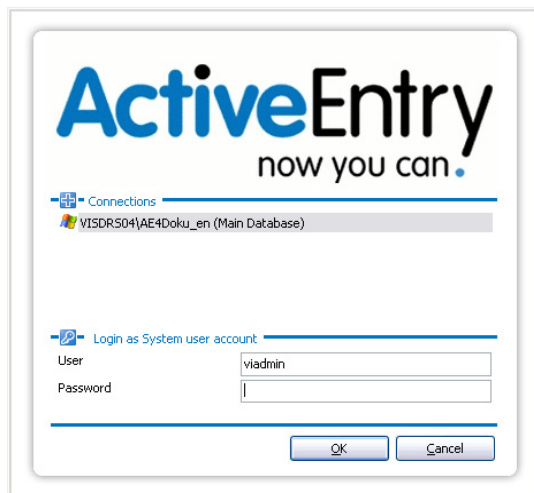 ActiveEntry
now you can.
Connections
VISDRS04\AE4Doku_en (Main Database)
Login as System user account
User viadmin
Password
OK Cancel